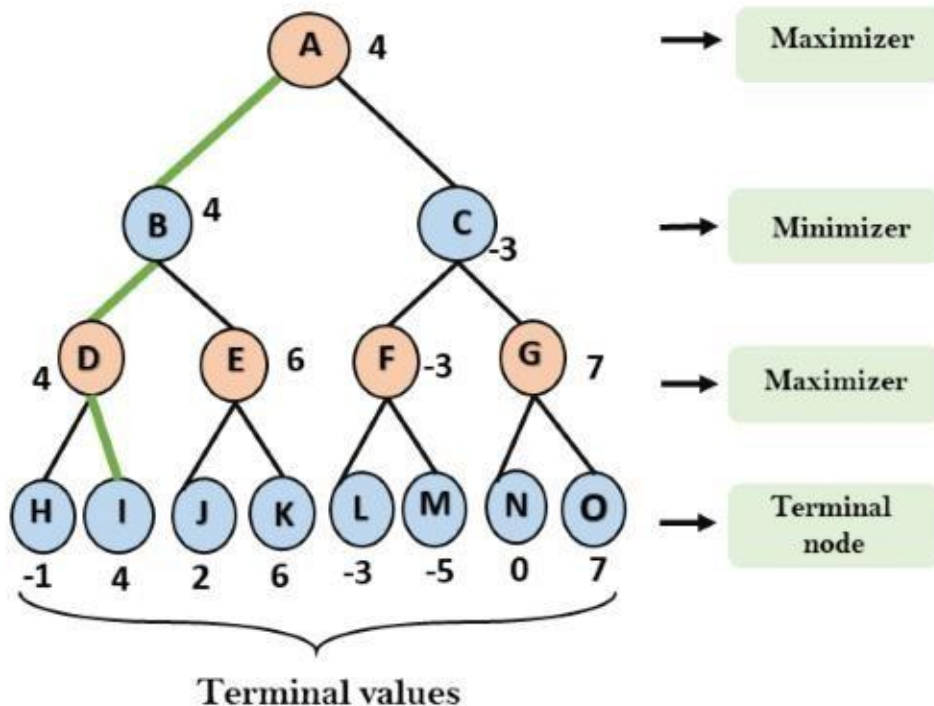 A 4
Maximizer
B 4
C -3
Minimizer
D 4
E 6
F -3
G 7
Maximizer
H I J K L M N O
Terminal
node
-1 4 2 6 -3 -5 0 7
Terminal values